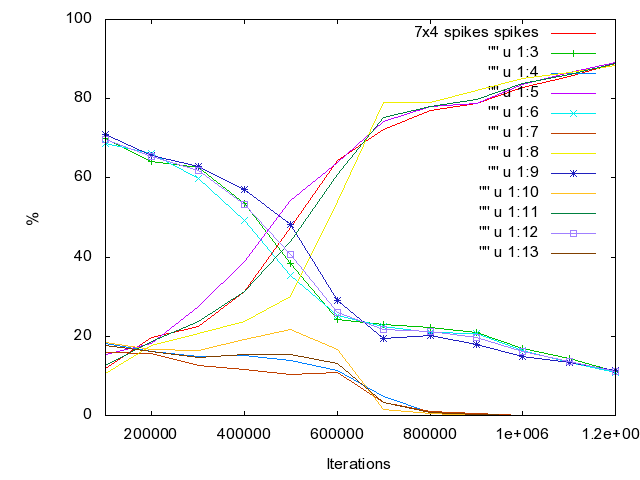 100
80
60
40
20
0
%
7x4 spikes spikes
"" u 1:3
"" u 1:4
"" u 1:5
"" u 1:6
"" u 1:7
"" u 1:8
"" u 1:9
"" u 1:10
"" u 1:11
"" u 1:12
"" u 1:13
200000 400000 600000 800000 1e+006 1.2e+00
Iterations